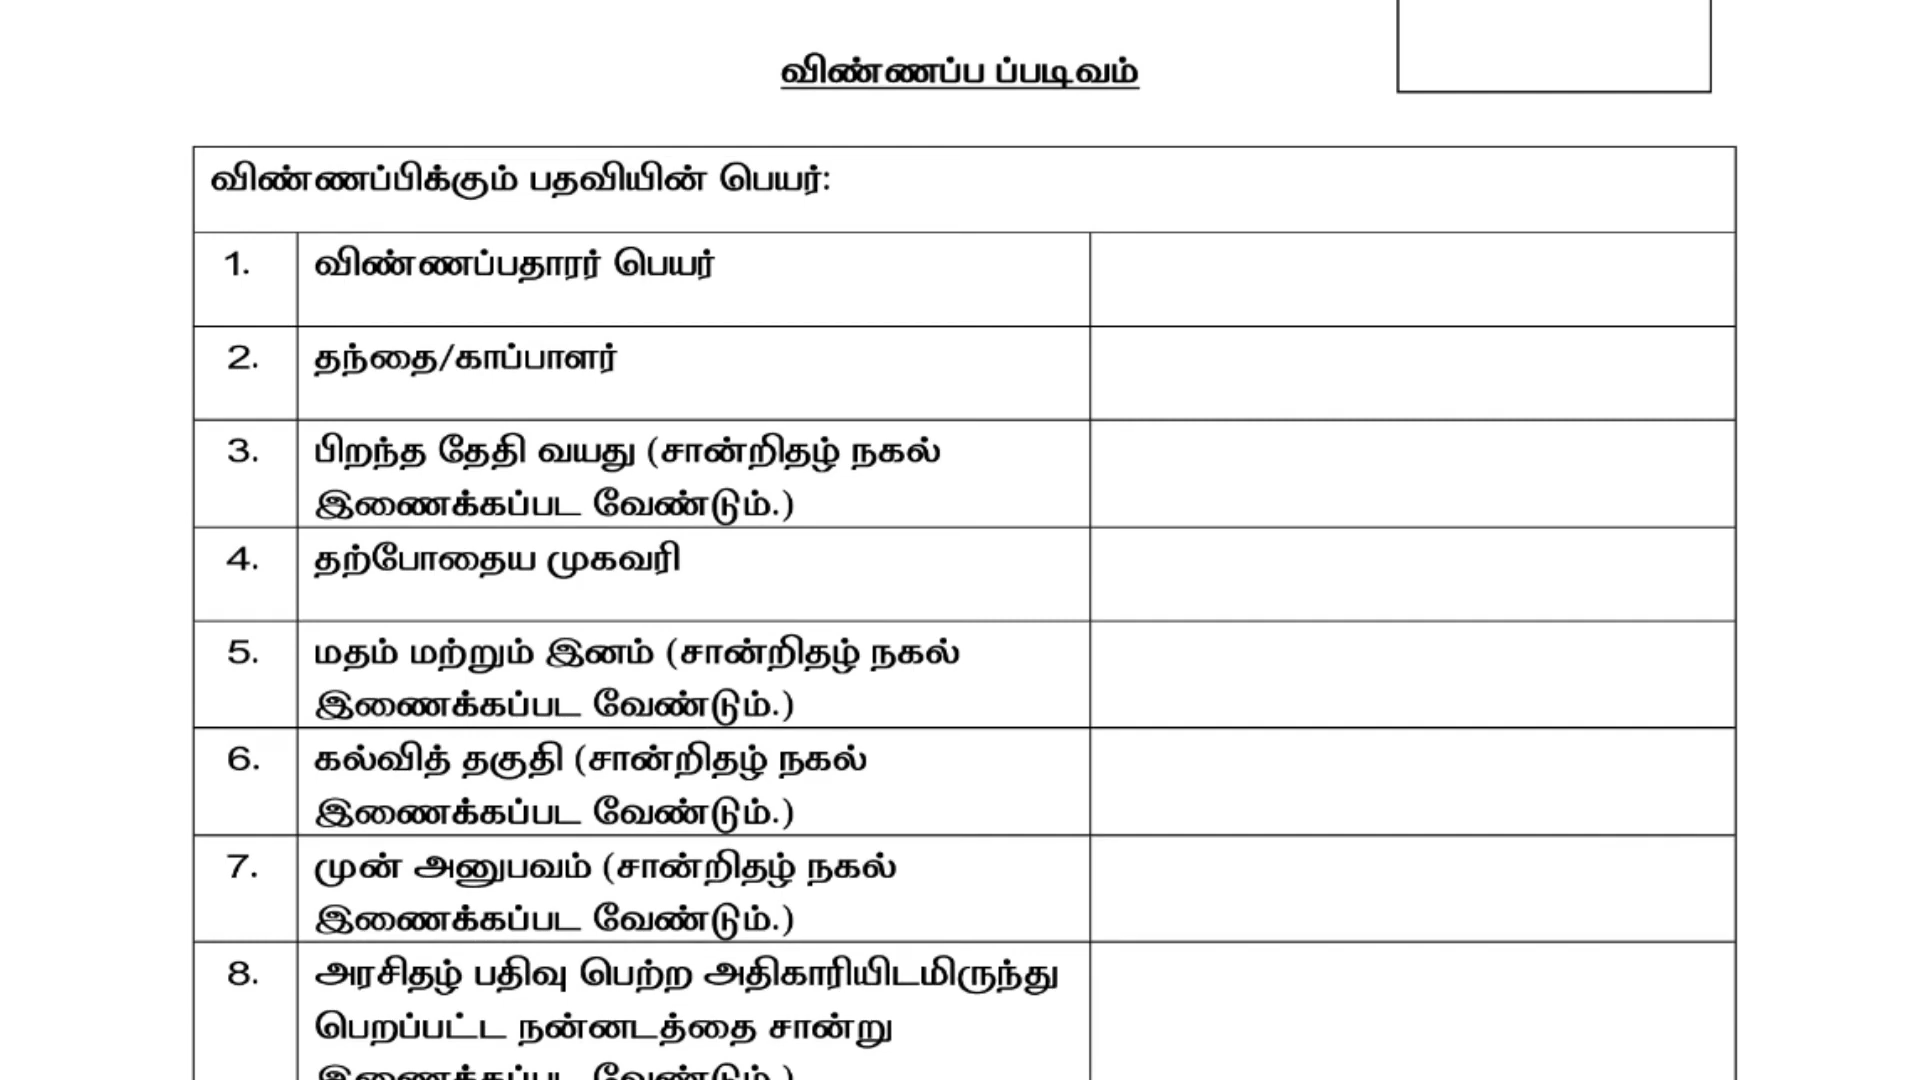 விண்ணப்ப ப்படிவம்
விண்ணப்பிக்கும் பதவியின் பெயர்:
1. விண்ணப்பதாரர் பெயர்
2. தந்தை/காப்பாளர்
3. பிறந்த தேதி வயது (சான்றிதழ் நகல்
இணைக்கப்பட வேண்டும்.)
4. தற்போதைய முகவரி
5. மதம் மற்றும் இனம் (சான்றிதழ் நகல்
இணைக்கப்பட வேண்டும்.)
6. கல்வித் தகுதி (சான்றிதழ் நகல்
இணைக்கப்பட வேண்டும்.)
7. முன் அனுபவம் (சான்றிதழ் நகல்
இணைக்கப்பட வேண்டும்.)
8. அரசிதழ் பதிவு பெற்ற அதிகாரியிடமிருந்து
பெறப்பட்ட நன்னடத்தை சான்று
இணைக்கப்பட வேண்டும்.)